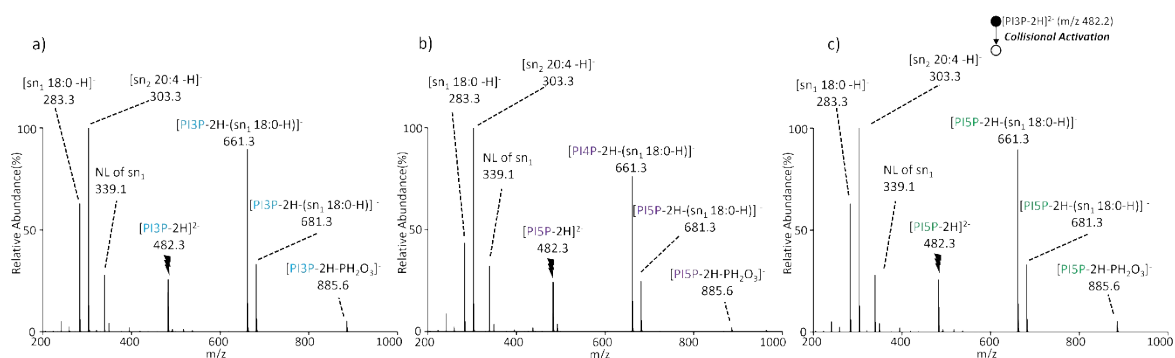 [PI3P-2H]²⁻ (m/z 482.2)
Collisional Activation
a)
[sn₂ 20:4 -H]⁻
303.3
[sn₁ 18:0 -H]⁻
283.3
[PI3P-2H-(sn₁ 18:0-H)]⁻
661.3
NL of sn₁
339.1
[PI3P-2H-(sn₁ 18:0-H)]⁻
681.3
[PI3P-2H]²⁻
482.3
[PI3P-2H-PH₂O₃]⁻
885.6
Relative Abundance(%)
100
50
0
200
400
600
800
1000
m/z
b)
[sn₂ 20:4 -H]⁻
303.3
[sn₁ 18:0 -H]⁻
283.3
[PI4P-2H-(sn₁ 18:0-H)]⁻
661.3
NL of sn₁
339.1
[PI5P-2H-(sn₁ 18:0-H)]⁻
681.3
[PI5P-2H]²⁻
482.3
[PI5P-2H-PH₂O₃]⁻
885.6
Relative Abundance(%)
100
50
0
200
400
600
800
1000
m/z
c)
[sn₂ 20:4 -H]⁻
303.3
[sn₁ 18:0 -H]⁻
283.3
[PI5P-2H-(sn₁ 18:0-H)]⁻
661.3
NL of sn₁
339.1
[PI5P-2H-(sn₁ 18:0-H)]⁻
681.3
[PI5P-2H]²⁻
482.3
[PI5P-2H-PH₂O₃]⁻
885.6
Relative Abundance(%)
100
50
0
200
400
600
800
1000
m/z